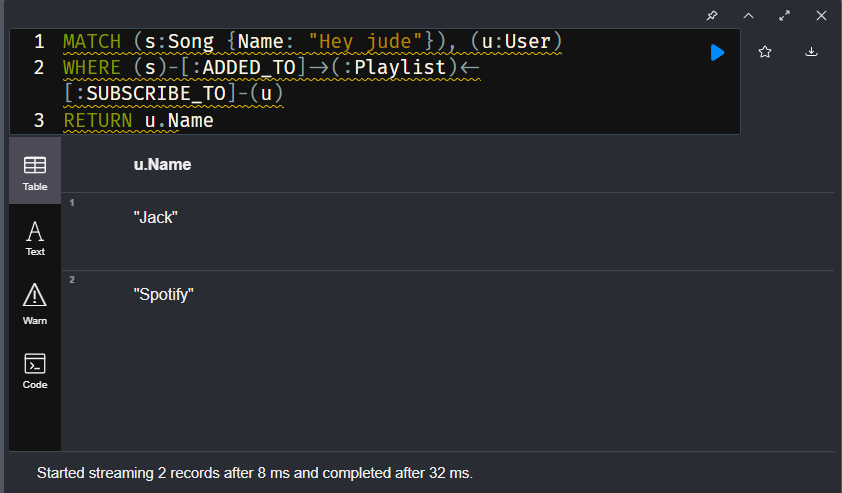 1 MATCH (s:Song {Name: "Hey jude"}), (u:User)
2 WHERE (s)-[:ADDED_TO]->(:Playlist)<-
[:SUBSCRIBE_TO]-(u)
3 RETURN u.Name
Table
u.Name
1
"Jack"
Text
2
"Spotify"
Warn
Code
Started streaming 2 records after 8 ms and completed after 32 ms.